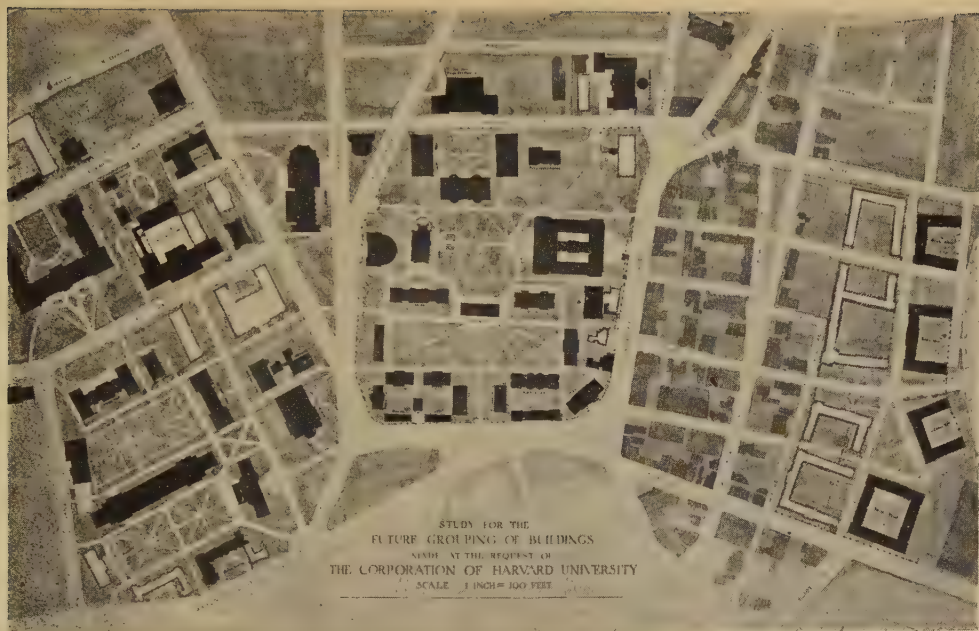 STUDY FOR THE
FUTURE GROUPING OF BUILDINGS
MADE AT THE REQUEST OF
THE CORPORATION OF HARVARD UNIVERSITY
SCALE 1 INCH = 100 FEET